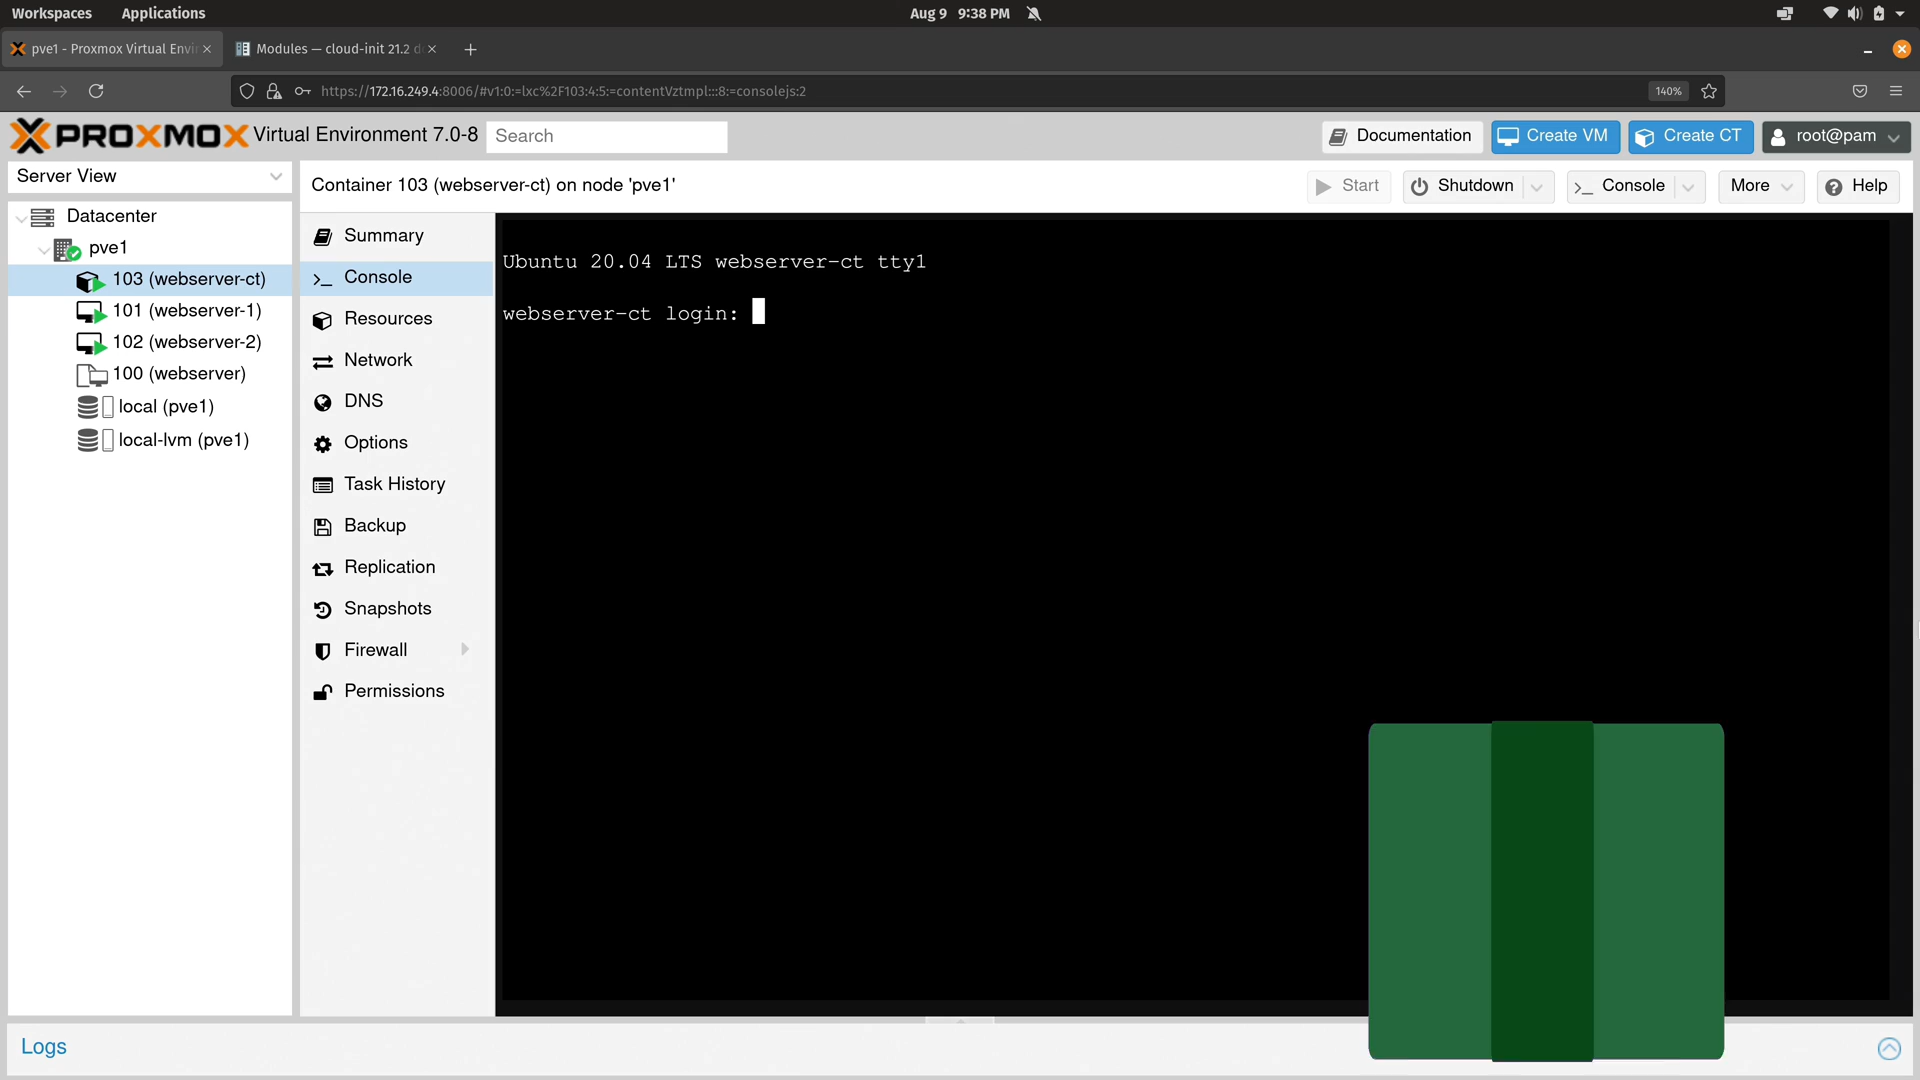 Workspaces Applications Aug 9 9:38 PM
pve1 - Proxmox Virtual Envi Modules — cloud-init 21.2 d
https://172.16.249.4:8006/#v1:0:=lxc%2F103:4:5:=contentVztmpl:::8:=consolejs:2 140%
PROXMOX Virtual Environment 7.0-8 Search Documentation Create VM Create CT root@pam
Server View
Container 103 (webserver-ct) on node 'pve1' Start Shutdown Console More Help
Datacenter
pve1
103 (webserver-ct)
101 (webserver-1)
102 (webserver-2)
100 (webserver)
local (pve1)
local-lvm (pve1)
Summary
Console
Resources
Network
DNS
Options
Task History
Backup
Replication
Snapshots
Firewall
Permissions
Ubuntu 20.04 LTS webserver-ct tty1
webserver-ct login:
Logs